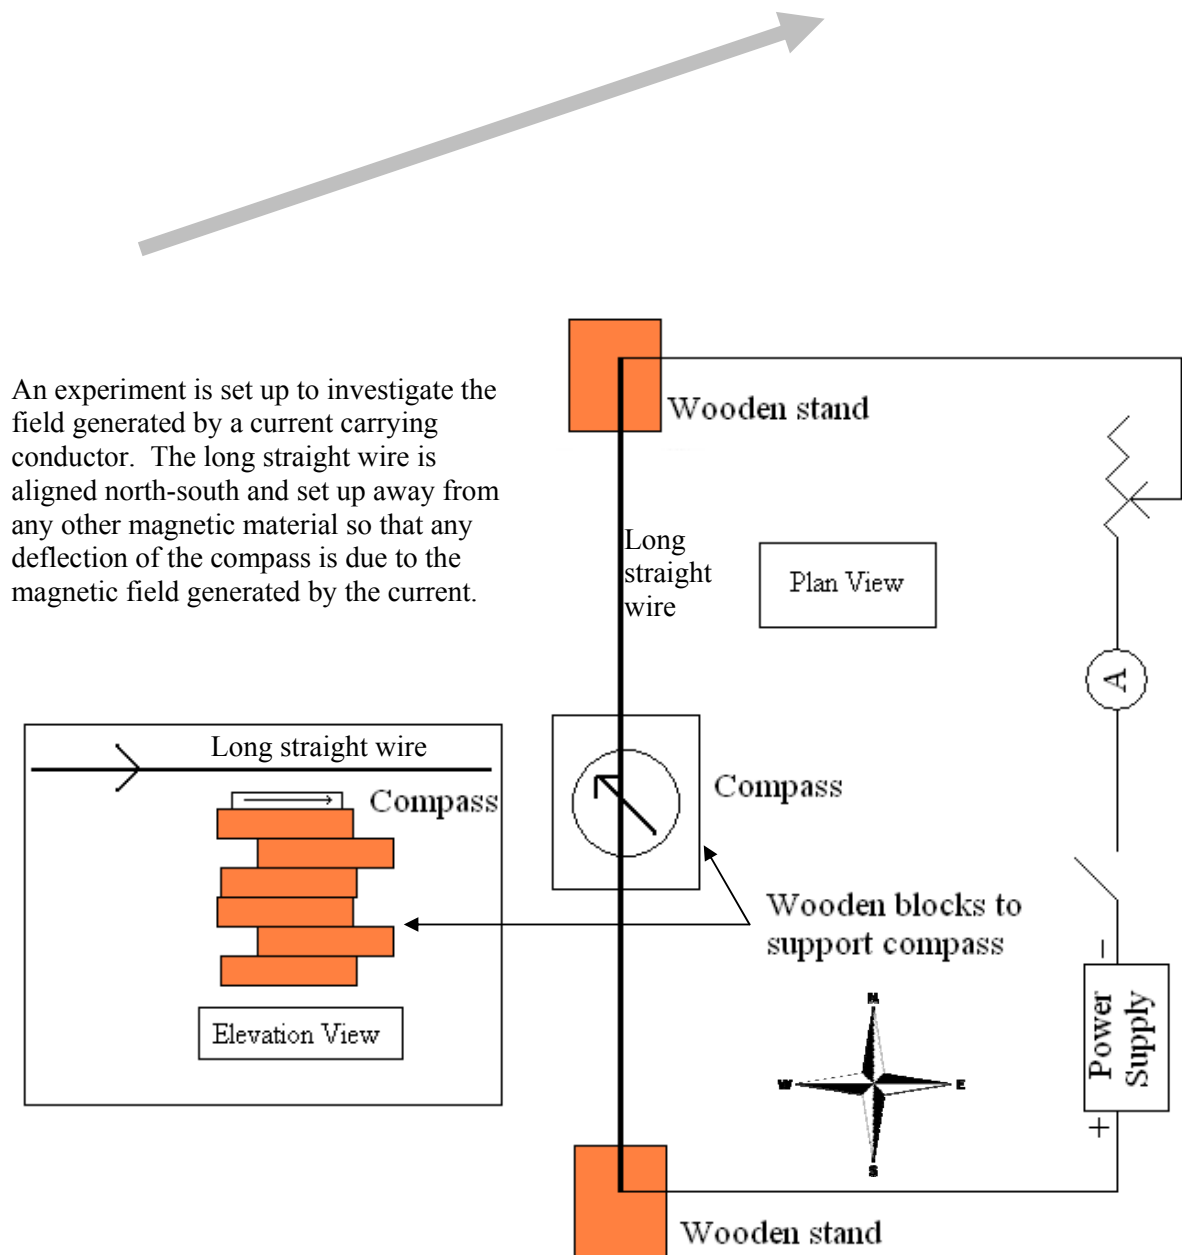 An experiment is set up to investigate the
field generated by a current carrying
conductor. The long straight wire is
aligned north-south and set up away from
any other magnetic material so that any
deflection of the compass is due to the
magnetic field generated by the current.
Wooden stand
Long
straight
wire
Plan View
A
Long straight wire
Compass
Elevation View
Compass
Wooden blocks to
support compass
N
W
E
S
−
Power
Supply
+
Wooden stand